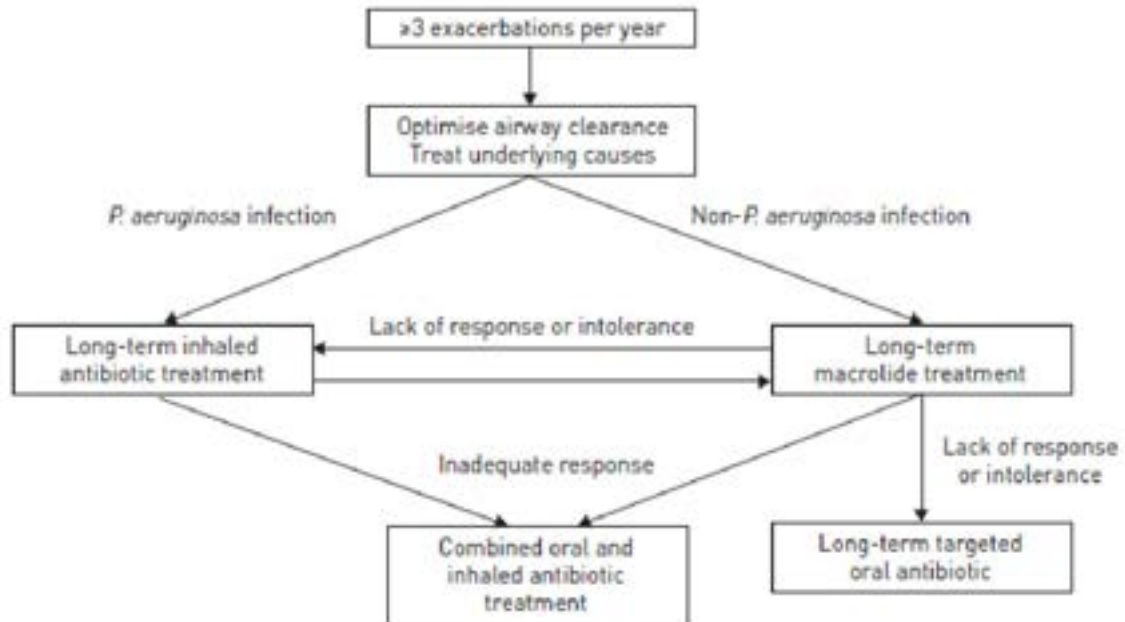 ≥3 exacerbations per year
Optimise airway clearance
Treat underlying causes
P. aeruginosa infection
Non-P. aeruginosa infection
Long-term inhaled
antibiotic treatment
Lack of response or intolerance
Long-term
macrolide treatment
Inadequate response
Lack of response
or intolerance
Combined oral and
inhaled antibiotic
treatment
Long-term targeted
oral antibiotic